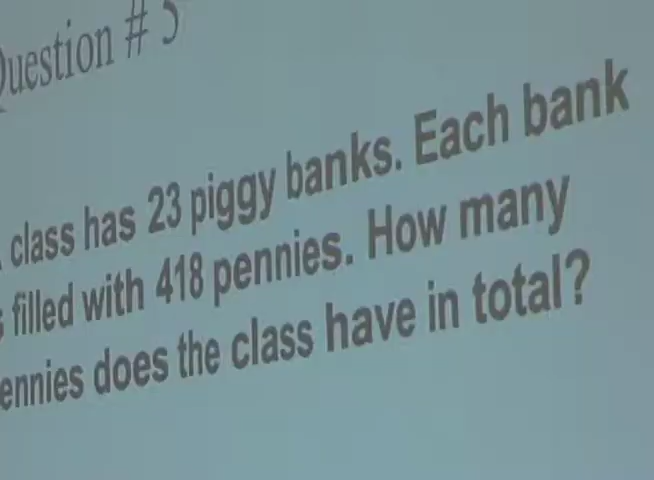 Question # 5
class has 23 piggy banks. Each bank
filled with 418 pennies. How many
ennies does the class have in total?